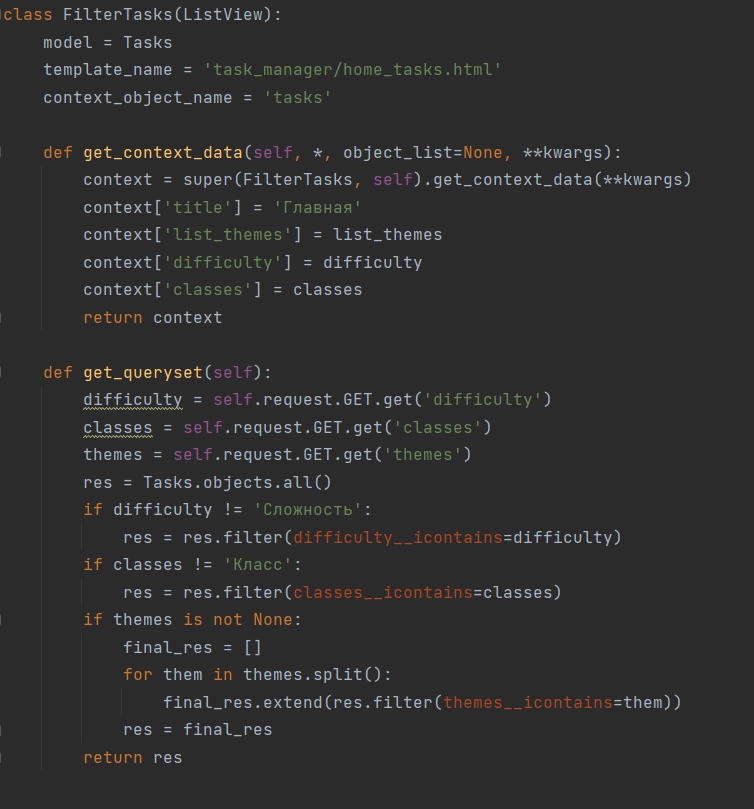 class FilterTasks(ListView):
    model = Tasks
    template_name = 'task_manager/home_tasks.html'
    context_object_name = 'tasks'

    def get_context_data(self, *, object_list=None, **kwargs):
        context = super(FilterTasks, self).get_context_data(**kwargs)
        context['title'] = 'Главная'
        context['list_themes'] = list_themes
        context['difficulty'] = difficulty
        context['classes'] = classes
        return context

    def get_queryset(self):
        difficulty = self.request.GET.get('difficulty')
        classes = self.request.GET.get('classes')
        themes = self.request.GET.get('themes')
        res = Tasks.objects.all()
        if difficulty != 'Сложность':
            res = res.filter(difficulty__icontains=difficulty)
        if classes != 'Класс':
            res = res.filter(classes__icontains=classes)
        if themes is not None:
            final_res = []
            for them in themes.split():
                final_res.extend(res.filter(themes__icontains=them))
            res = final_res
        return res